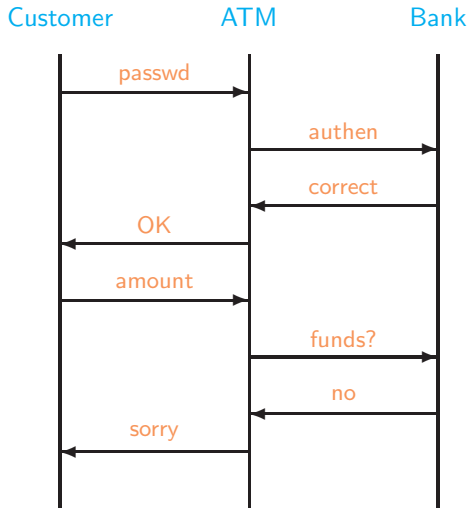 Customer ATM Bank
passwd
authen
correct
OK
amount
funds?
no
sorry